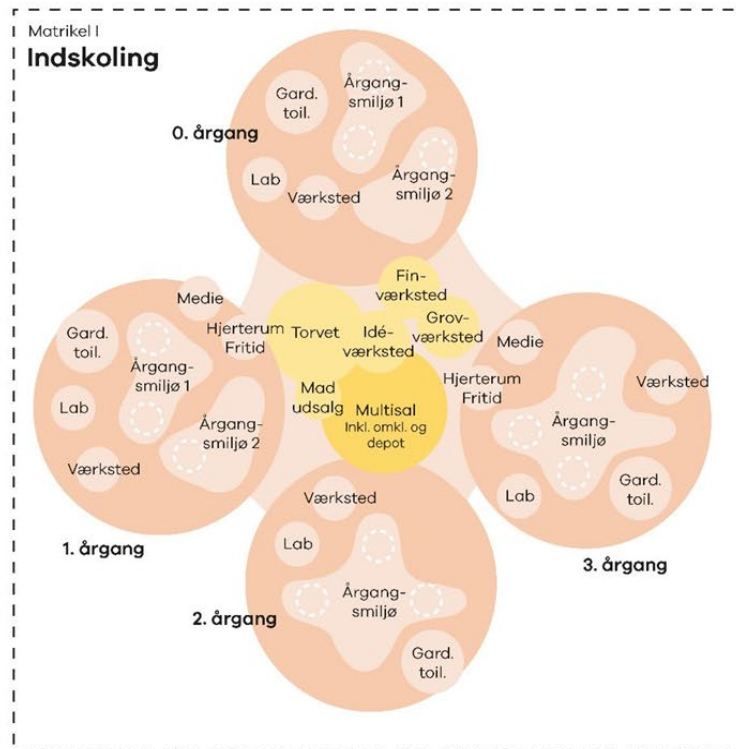 Matrikel I
Indskoling
0. årgang
Gard.
toil.
Årgang-
smiljø 1
Lab
Værksted
Årgang-
smiljø 2
Medie
Gard.
toil.
Hjerterum
Fritid
Årgang-
smiljø 1
Lab
Årgang-
smiljø 2
Værksted
1. årgang
Torvet
Fin-
værksted
Idé-
værksted
Grov-
værksted
Mad
udsalg
Multisal
Inkl. omkl. og
depot
Medie
Hjerterum
Fritid
Værksted
Årgang-
smiljø
Lab
Gard.
toil.
3. årgang
Værksted
Lab
Årgang-
smiljø
2. årgang
Gard.
toil.